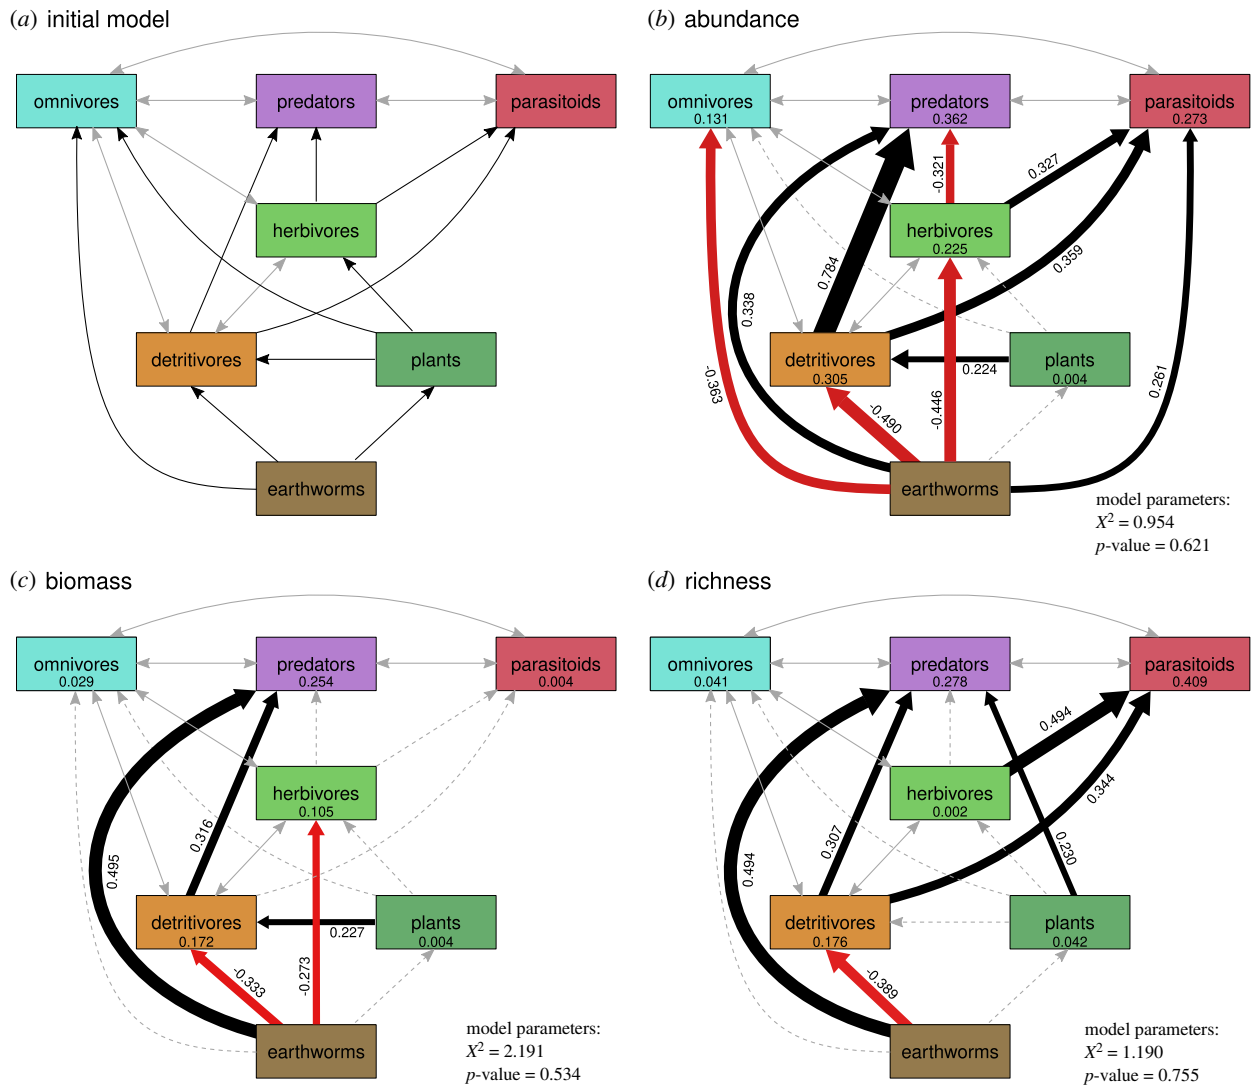 (a) initial model
omnivores
predators
parasitoids
herbivores
detritivores
plants
earthworms
(b) abundance
omnivores
0.131
predators
0.362
parasitoids
0.273
-0.321
0.327
herbivores
0.225
0.784
0.359
0.338
detritivores
0.305
0.224
plants
0.004
-0.363
-0.490
-0.446
0.261
earthworms
model parameters:
X² = 0.954
p-value = 0.621
(c) biomass
omnivores
0.029
predators
0.254
parasitoids
0.004
herbivores
0.105
0.316
0.495
detritivores
0.172
0.227
plants
0.004
-0.333
-0.273
earthworms
model parameters:
X² = 2.191
p-value = 0.534
(d) richness
omnivores
0.041
predators
0.278
parasitoids
0.409
0.494
herbivores
0.002
0.344
0.307
0.230
0.494
detritivores
0.176
plants
0.042
-0.389
earthworms
model parameters:
X² = 1.190
p-value = 0.755